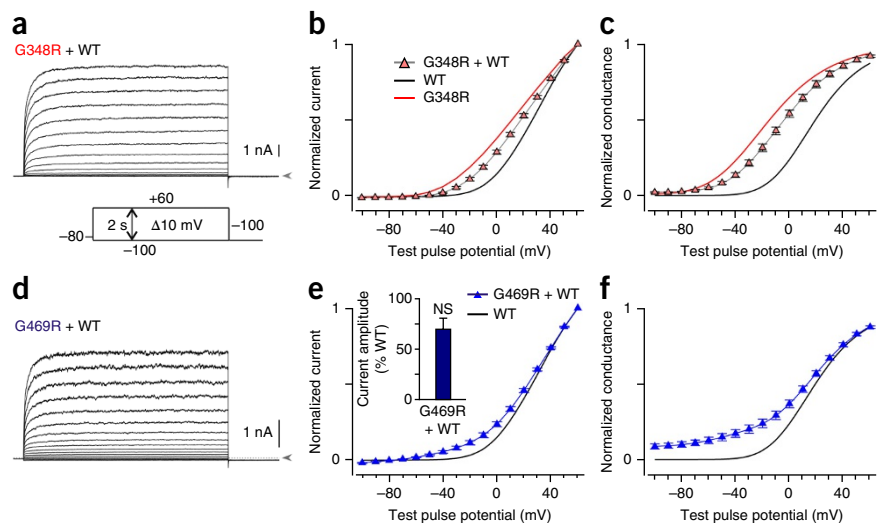 a
G348R + WT
1 nA
+60
−80
2 s
Δ10 mV
−100
−100
b
Normalized current
1
0
G348R + WT
WT
G348R
−80
−40
0
40
Test pulse potential (mV)
c
Normalized conductance
1
0
−80
−40
0
40
Test pulse potential (mV)
d
G469R + WT
1 nA
e
Normalized current
1
0
Current amplitude
(% WT)
100
75
50
25
0
NS
G469R
+ WT
G469R + WT
WT
−80
−40
0
40
Test pulse potential (mV)
f
Normalized conductance
1
0
−80
−40
0
40
Test pulse potential (mV)